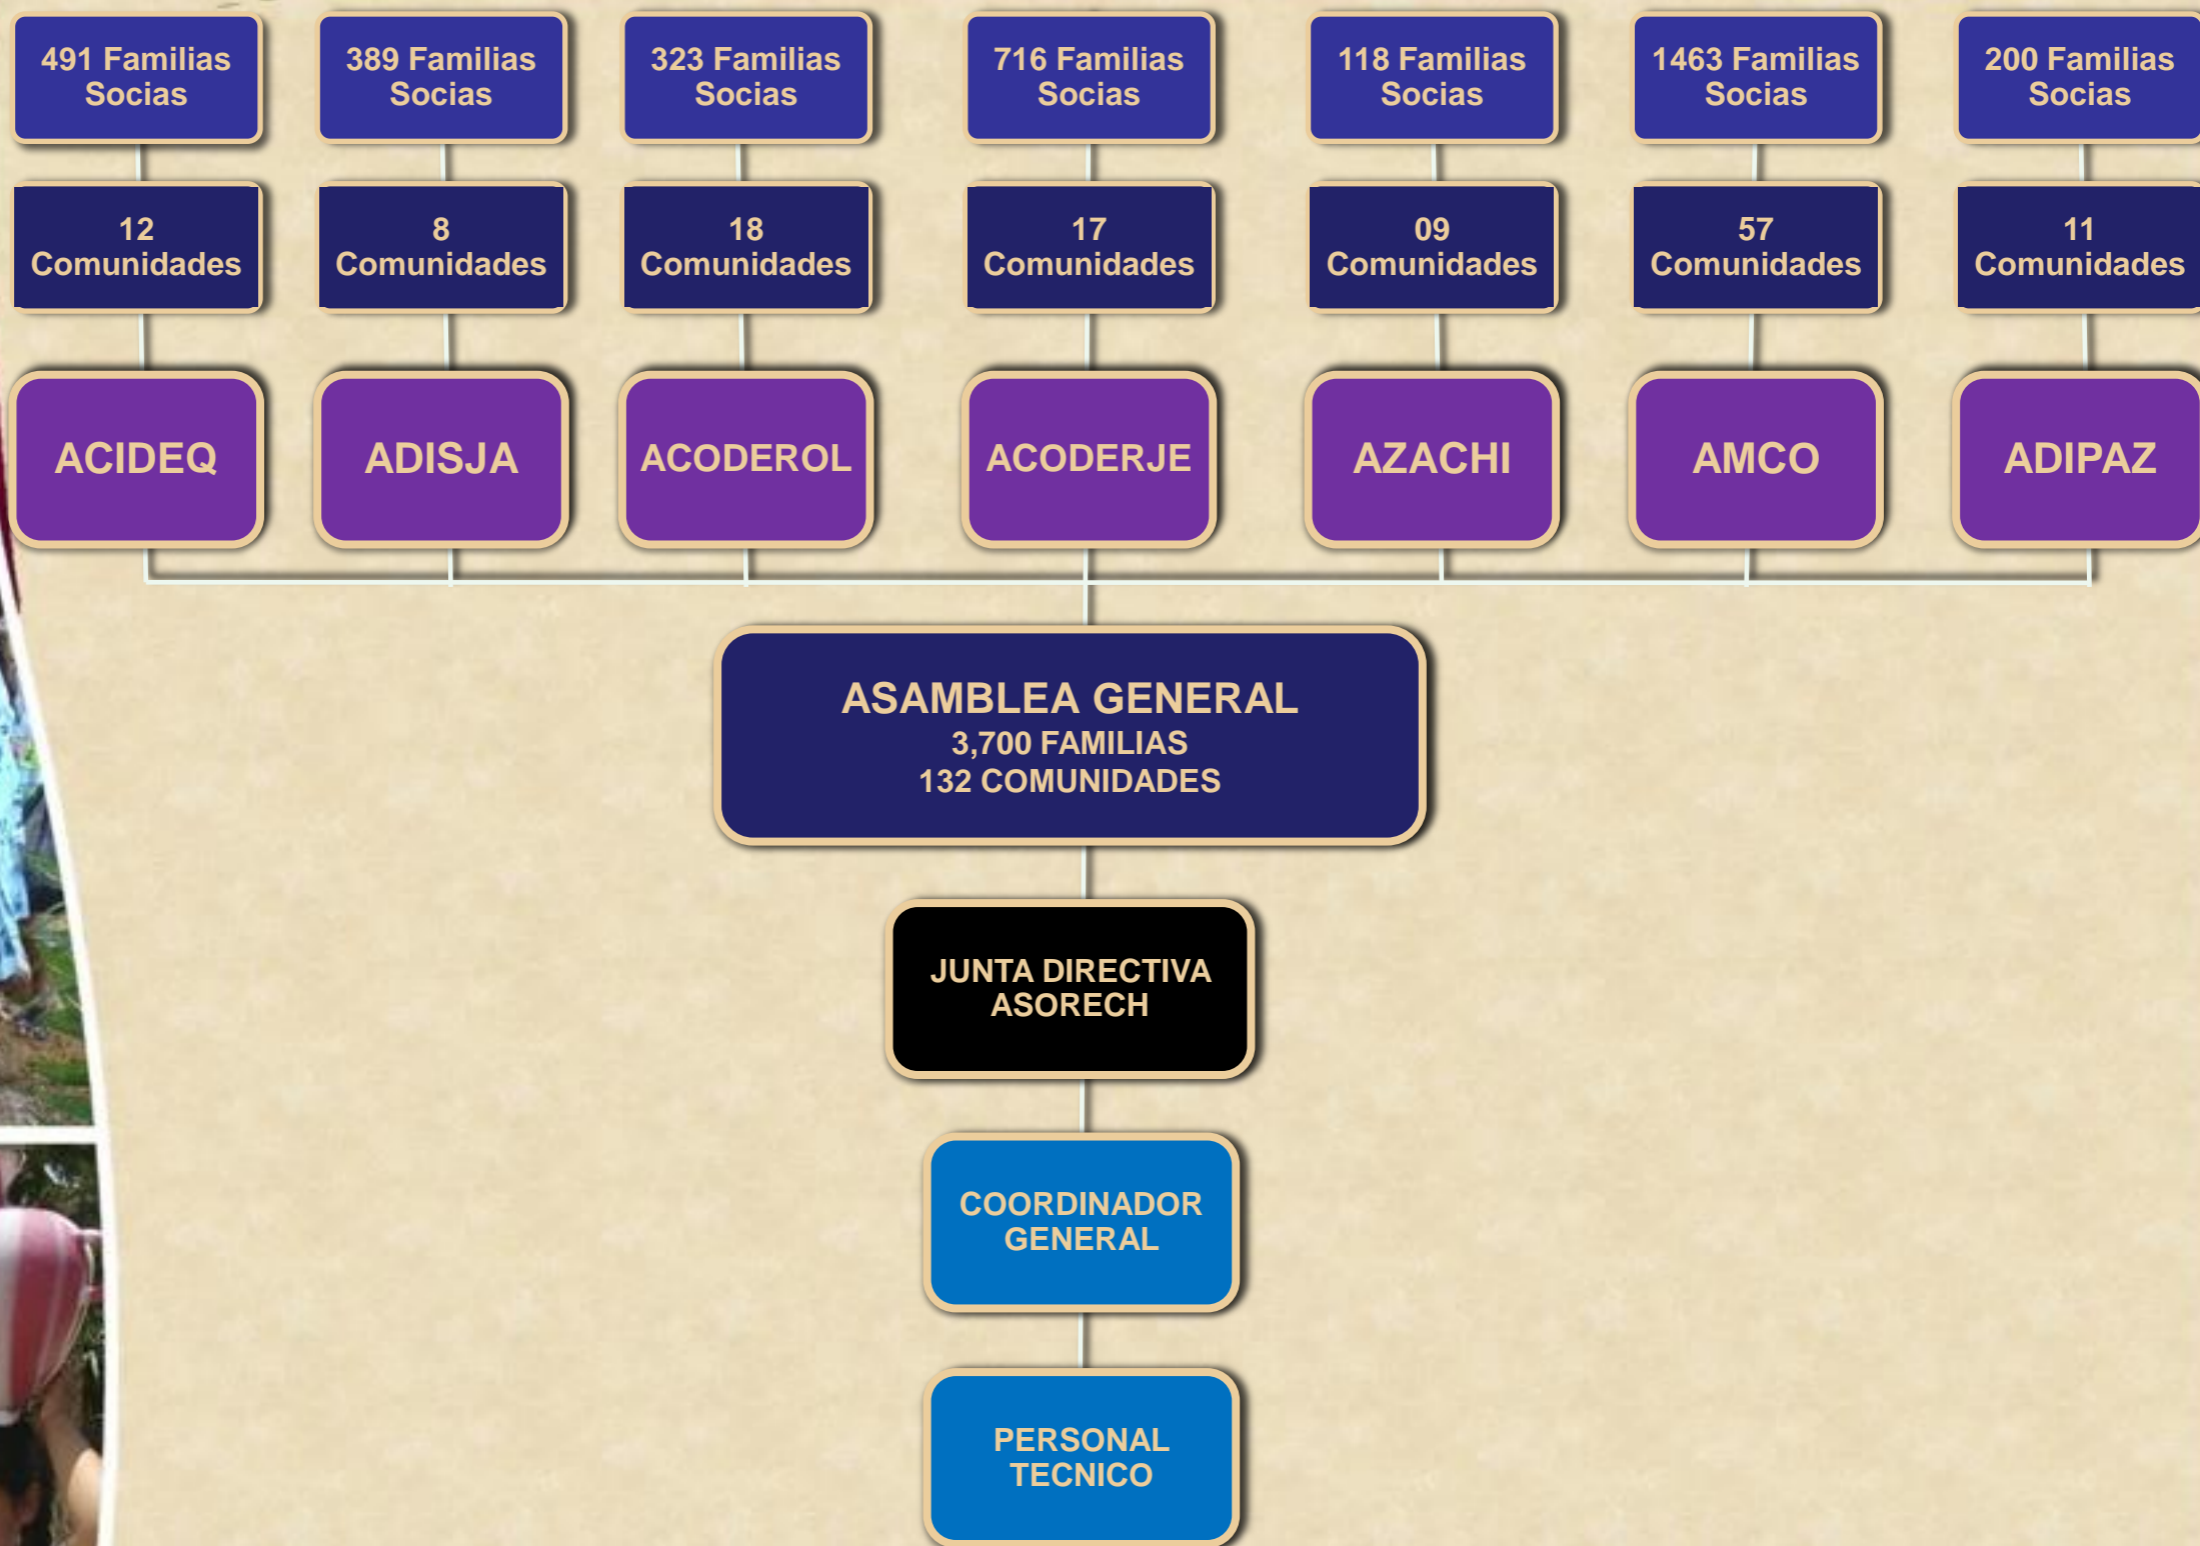 491 Familias
Socias
389 Familias
Socias
323 Familias
Socias
716 Familias
Socias
118 Familias
Socias
1463 Familias
Socias
200 Familias
Socias
12
Comunidades
8
Comunidades
18
Comunidades
17
Comunidades
09
Comunidades
57
Comunidades
11
Comunidades
ACIDEQ
ADISJA
ACODEROL
ACODERJE
AZACHI
AMCO
ADIPAZ
ASAMBLEA GENERAL
3,700 FAMILIAS
132 COMUNIDADES
JUNTA DIRECTIVA
ASORECH
COORDINADOR
GENERAL
PERSONAL
TECNICO